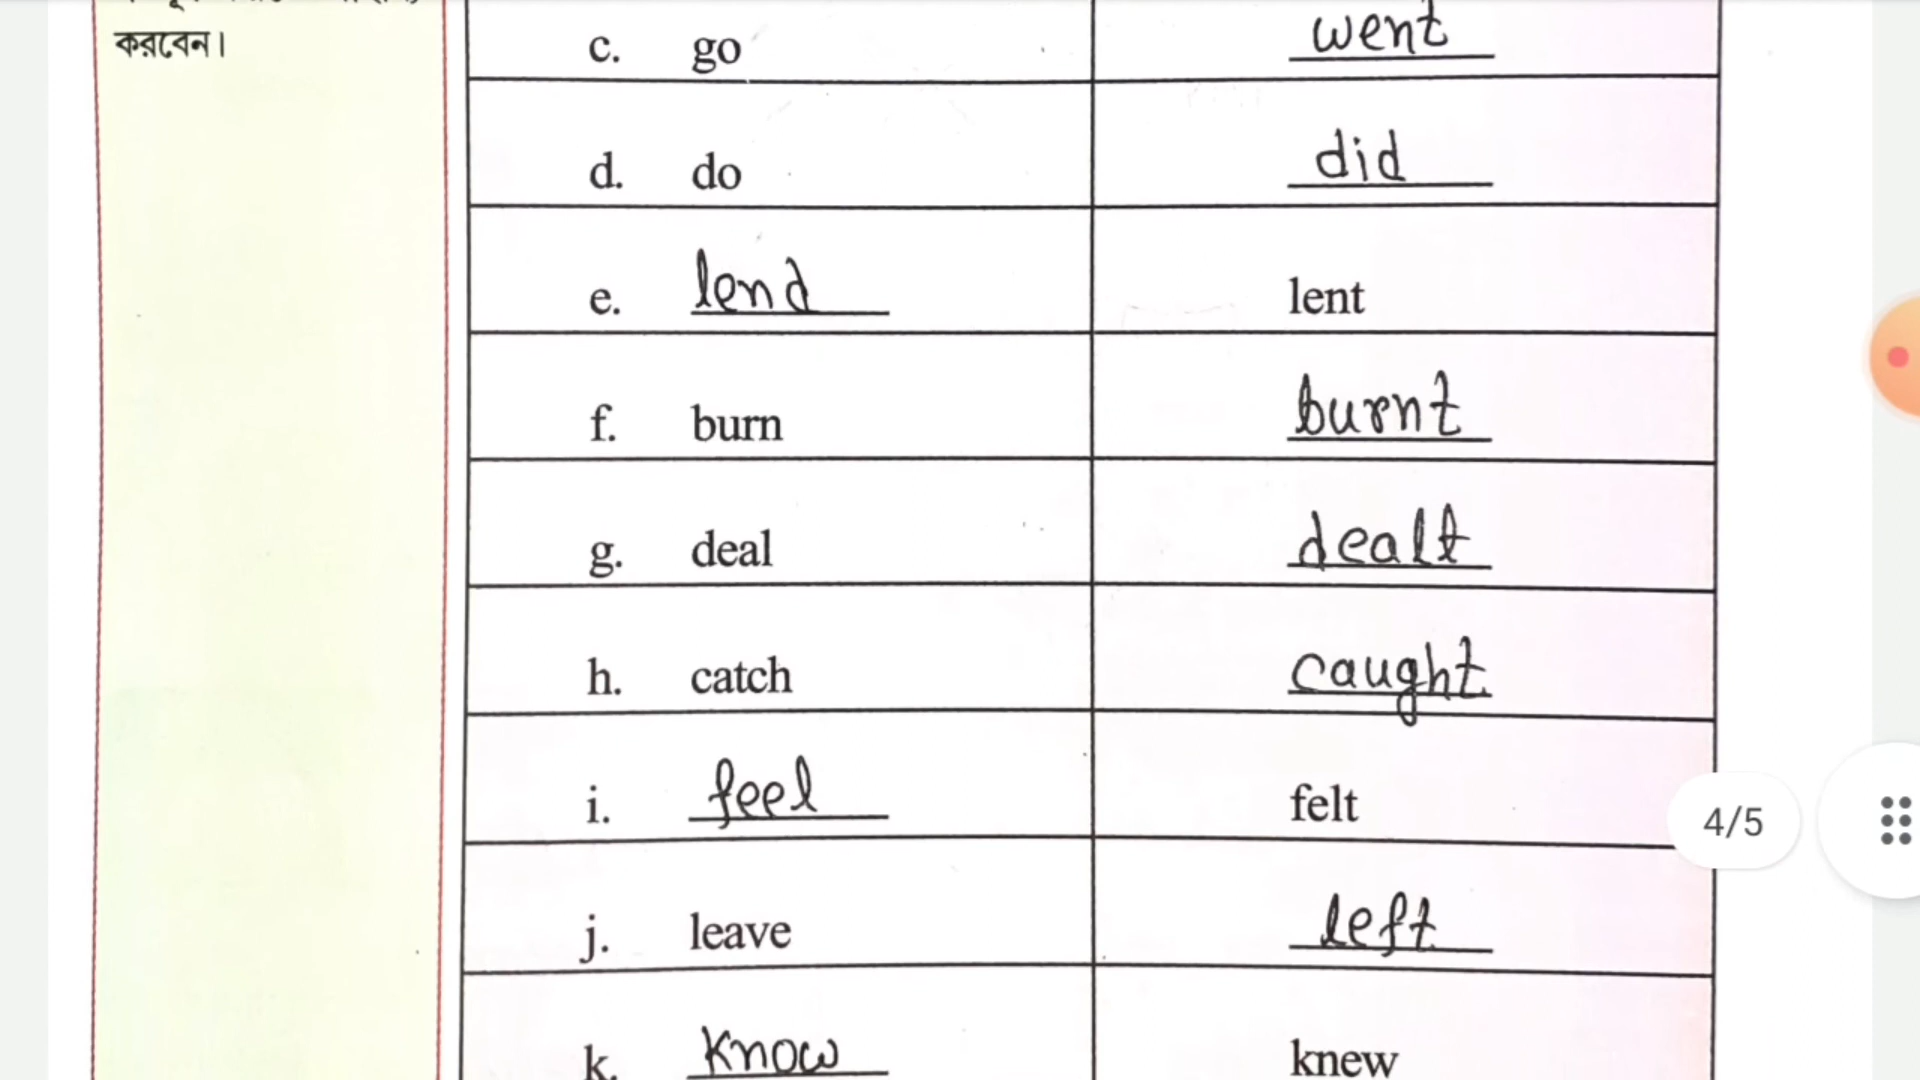 করবেন।
c. go went
d. do did
e. lend lent
f. burn burnt
g. deal dealt
h. catch caught
i. feel felt
j. leave left
k. know knew
4/5